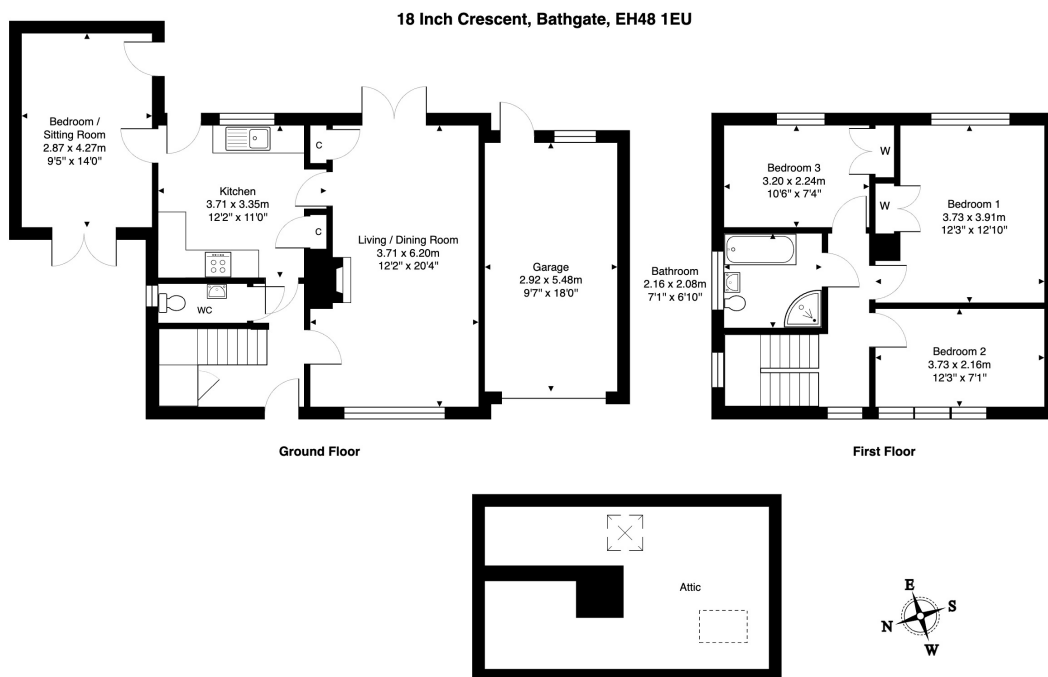 18 Inch Crescent, Bathgate, EH48 1EU
Bedroom /
Sitting Room
2.87 x 4.27m
9'5" x 14'0"
Kitchen
3.71 x 3.35m
12'2" x 11'0"
C
C
WC
Living / Dining Room
3.71 x 6.20m
12'2" x 20'4"
Garage
2.92 x 5.48m
9'7" x 18'0"
Ground Floor
Bedroom 3
3.20 x 2.24m
10'6" x 7'4"
W
W
Bedroom 1
3.73 x 3.91m
12'3" x 12'10"
Bathroom
2.16 x 2.08m
7'1" x 6'10"
Bedroom 2
3.73 x 2.16m
12'3" x 7'1"
First Floor
Attic
E
S
N
W